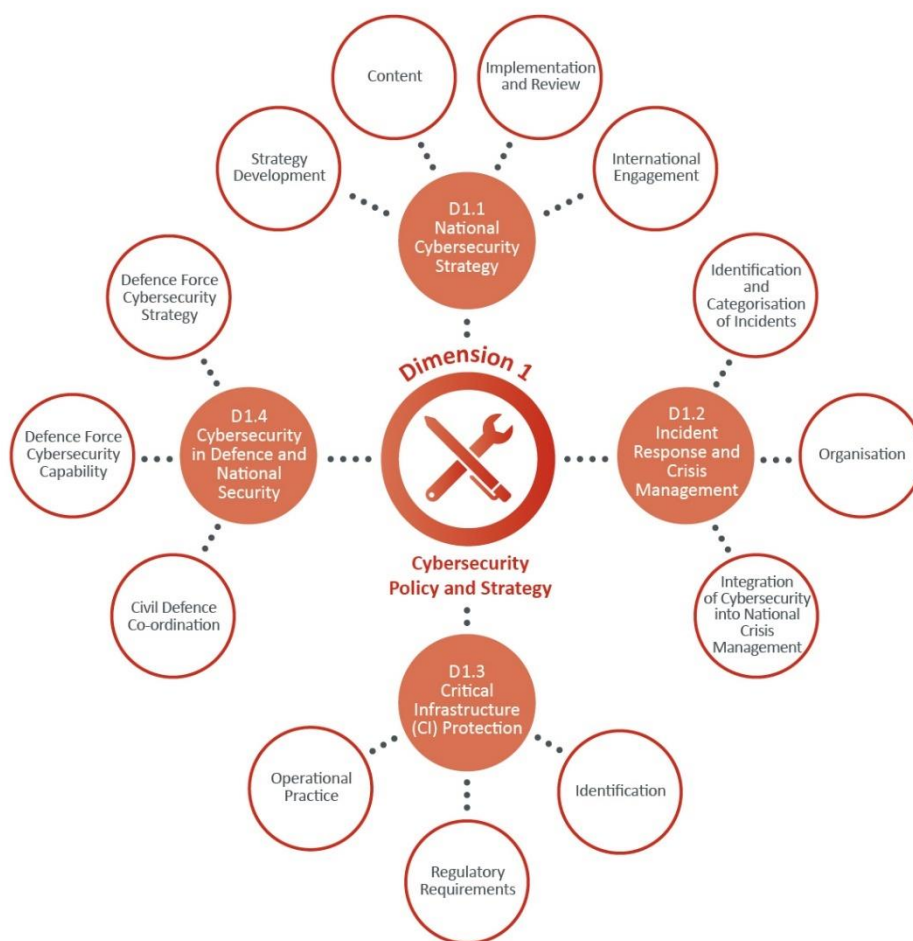 Content
Implementation
and Review
Strategy
Development
International
Engagement
D1.1
National
Cybersecurity
Strategy
Defence Force
Cybersecurity
Strategy
Identification
and
Categorisation
of Incidents
Dimension 1
D1.4
Cybersecurity
in Defence and
National
Security
D1.2
Incident
Response and
Crisis
Management
Defence Force
Cybersecurity
Capability
Organisation
Cybersecurity
Policy and Strategy
Civil Defence
Co-ordination
Integration
of Cybersecurity
into National
Crisis
Management
D1.3
Critical
Infrastructure
(CI) Protection
Operational
Practice
Identification
Regulatory
Requirements